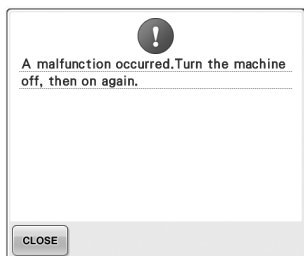 A malfunction occurred.Turn the machine
off, then on again.
CLOSE